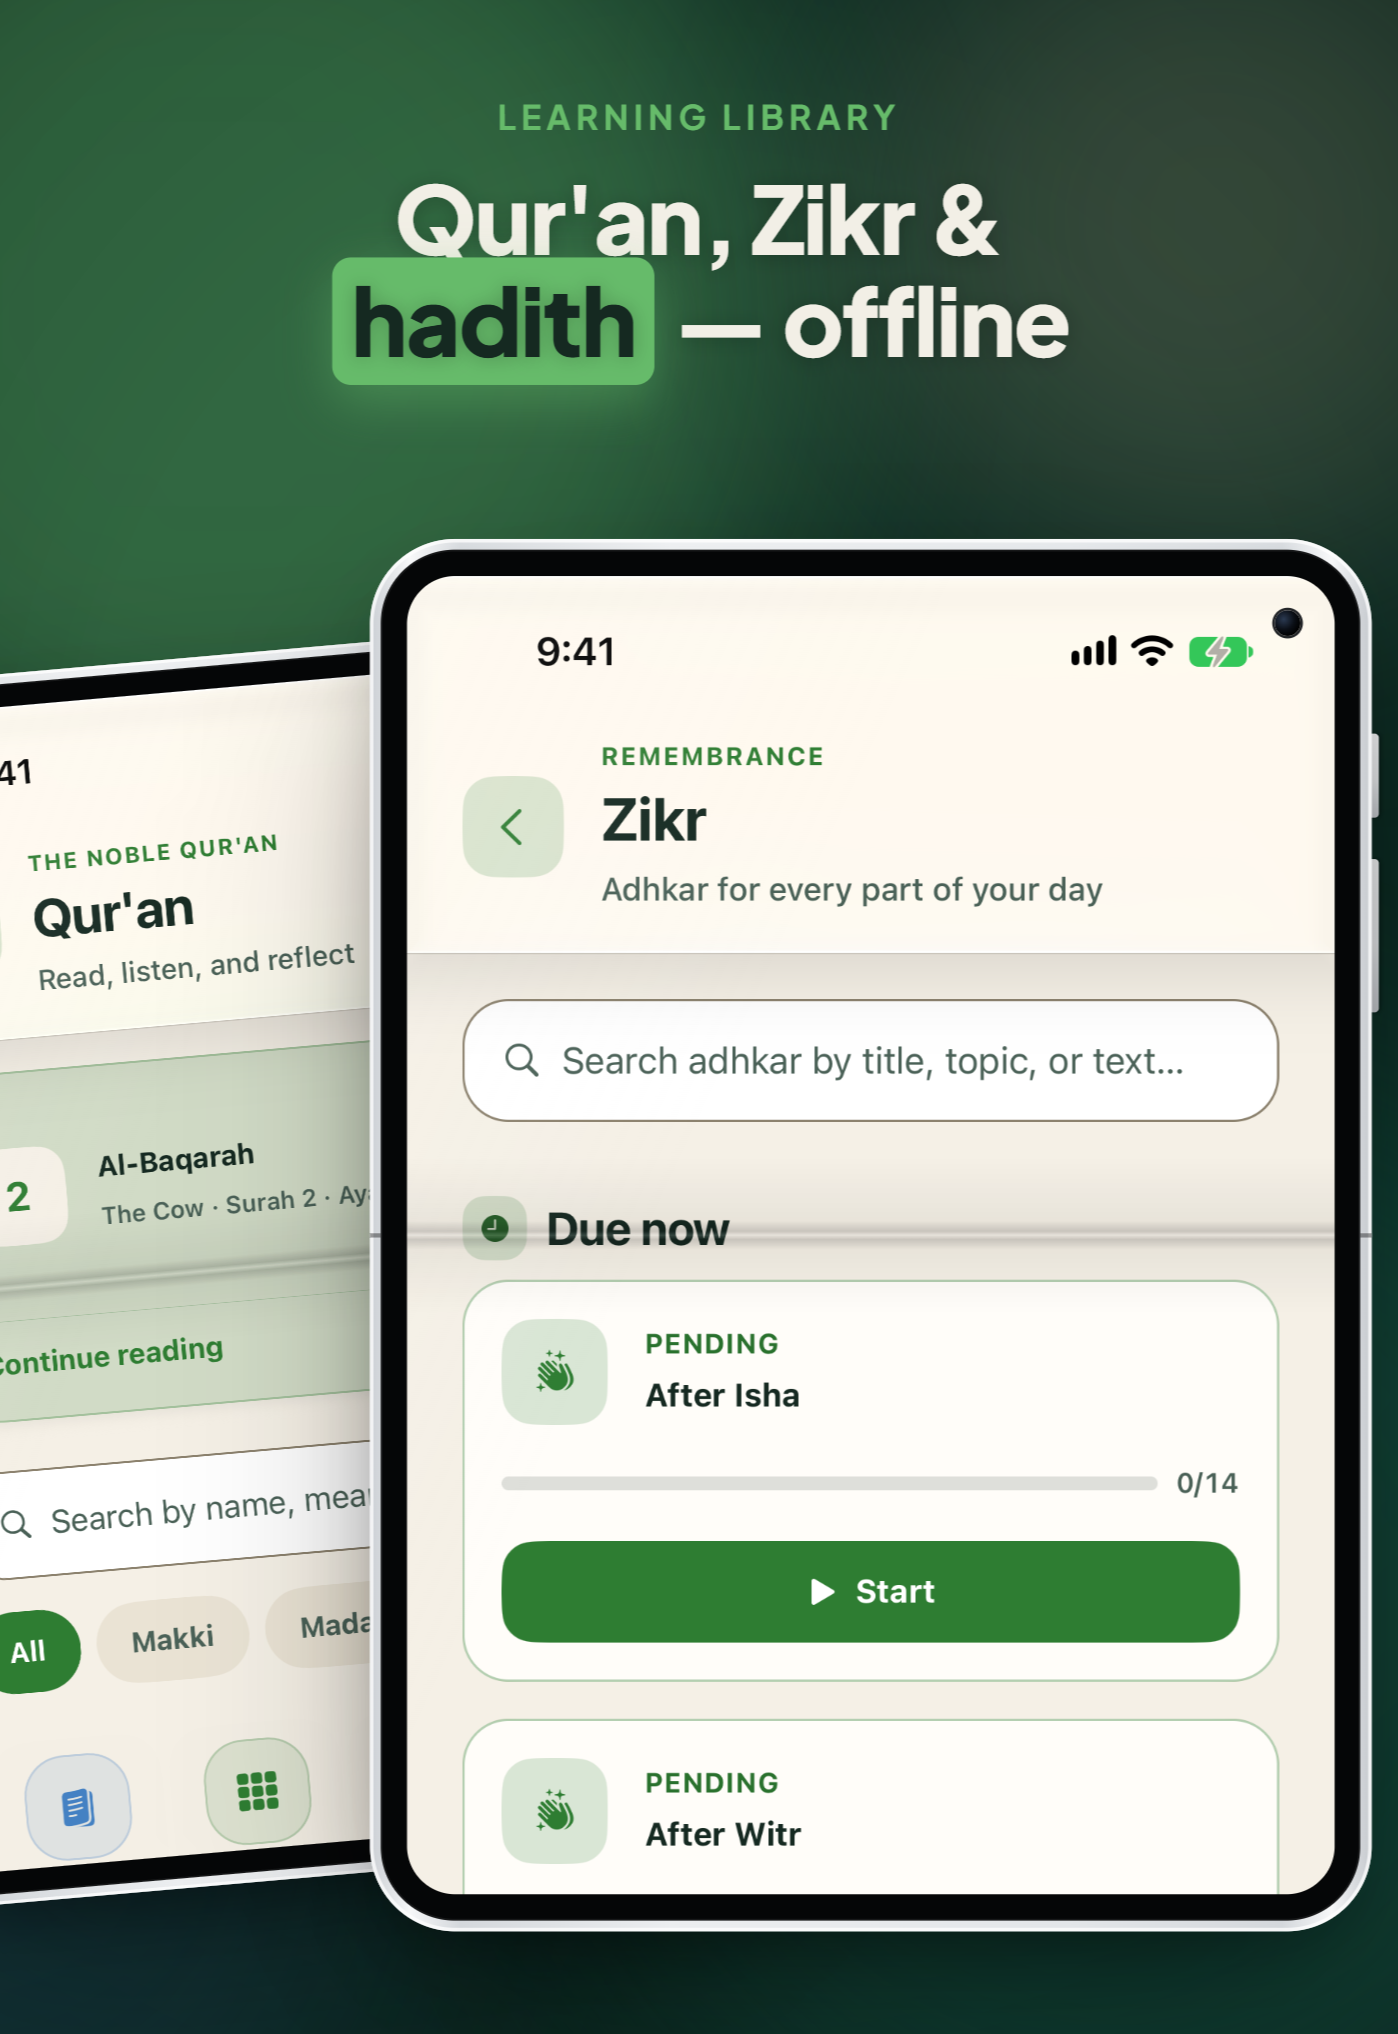 LEARNING LIBRARY
Qur'an, Zikr &
hadith — offline
41
THE NOBLE QUR'AN
Qur'an
Read, listen, and reflect
2
Al-Baqarah
The Cow · Surah 2 ·
Continue reading
Search by name,
All
Makki
9:41
REMEMBRANCE
Zikr
Adhkar for every part of your day
Search adhkar by title, topic, or text...
Due now
PENDING
After Isha
0/14
Start
PENDING
After Witr